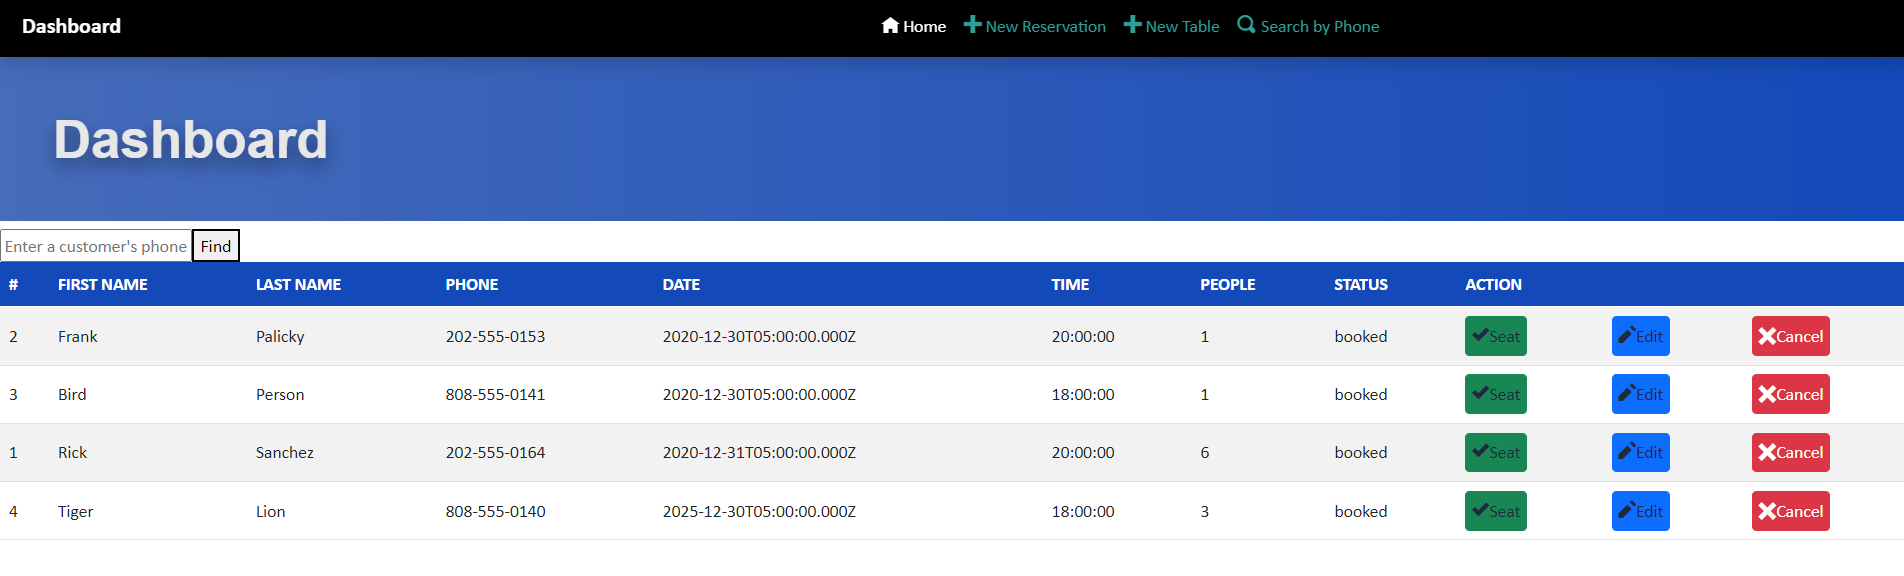 Dashboard Home New Reservation New Table Search by Phone
Dashboard
Enter a customer's phone Find
# FIRST NAME LAST NAME PHONE DATE TIME PEOPLE STATUS ACTION
2 Frank Palicky 202-555-0153 2020-12-30T05:00:00.000Z 20:00:00 1 booked Seat Edit Cancel
3 Bird Person 808-555-0141 2020-12-30T05:00:00.000Z 18:00:00 1 booked Seat Edit Cancel
1 Rick Sanchez 202-555-0164 2020-12-31T05:00:00.000Z 20:00:00 6 booked Seat Edit Cancel
4 Tiger Lion 808-555-0140 2025-12-30T05:00:00.000Z 18:00:00 3 booked Seat Edit Cancel